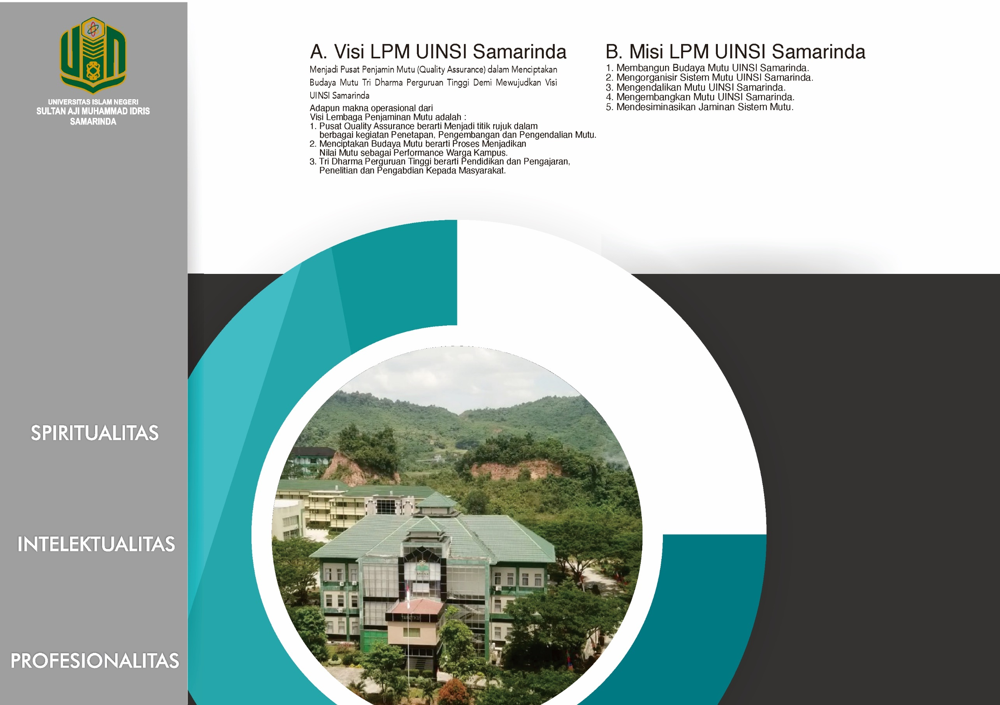 UNIVERSITAS ISLAM NEGERI
SULTAN AJI MUHAMMAD IDRIS
SAMARINDA
A. Visi LPM UINSI Samarinda
Menjadi Pusat Penjamin Mutu (Quality Assurance) dalam Menciptakan
Budaya Mutu Tri Dharma Perguruan Tinggi Demi Mewujudkan Visi
UINSI Samarinda
Adapun makna operasional dari
Visi Lembaga Penjaminan Mutu adalah :
1. Pusat Quality Assurance berarti Menjadi titik rujuk dalam
berbagai kegiatan Penetapan, Pengembangan dan Pengendalian Mutu.
2. Menciptakan Budaya Mutu berarti Proses Menjadikan
Nilai Mutu sebagai Performance Warga Kampus.
3. Tri Dharma Perguruan Tinggi berarti Pendidikan dan Pengajaran,
Penelitian dan Pengabdian Kepada Masyarakat.
B. Misi LPM UINSI Samarinda
1. Membangun Budaya Mutu UINSI Samarinda.
2. Mengorganisir Sistem Mutu UINSI Samarinda.
3. Mengendalikan Mutu UINSI Samarinda.
4. Mengembangkan Mutu UINSI Samarinda.
5. Mendesiminasikan Jaminan Sistem Mutu.
SPIRITUALITAS
INTELEKTUALITAS
PROFESIONALITAS